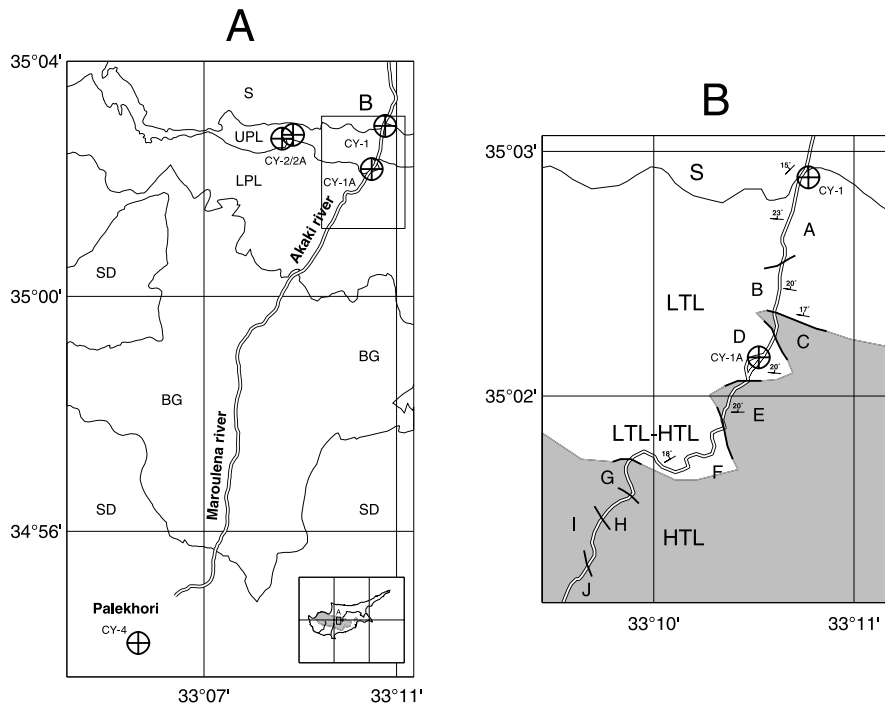 A
35°04'
S
B
UPL
CY-1
CY-2/2A
LPL
CY-1A
Akaki river
SD
35°00'
BG
BG
Maroulena river
SD
SD
34°56'
Palekhori
CY-4
A
33°07'
33°11'
B
35°03'
S
15°
CY-1
23°
A
LTL
B
20°
17°
D
C
CY-1A
20°
35°02'
20°
E
LTL-HTL
18°
F
G
I
H
HTL
J
33°10'
33°11'